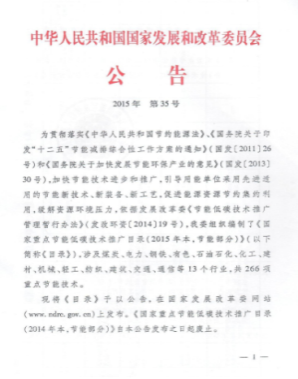 中华人民共和国国家发展和改革委员会
公告
2015年 第35号
为贯彻落实《中华人民共和国节约能源法》、《国务院关于印
发“十二五”节能减排综合性工作方案的通知》（国发[2011]26
号）和《国务院关于加快发展节能环保产业的意见》（国发[2013]
30号），加快节能技术进步和推广，引导用能单位采用先进适
用的节能新技术、新装备、新工艺，促进能源资源节约集约利
用，缓解资源环境压力，依据发展改革委《节能低碳技术推广
管理暂行办法》（发改环资[2014]19号），我委组织编制了《国
家重点节能低碳技术推广目录（2015年本，节能部分）》（以下
简称《目录》），涉及煤炭、电力、钢铁、有色、石油石化、化工、建
材、机械、轻工、纺织、建筑、交通、通信等13个行业，共266项
重点节能技术。
现将《目录》予以公告。在国家发展改革委网站
（www.ndrc.gov.cn）上发布。《国家重点节能低碳技术推广目录
（2014年本，节能部分）》自本公告发布之日起废止。
— 1 —